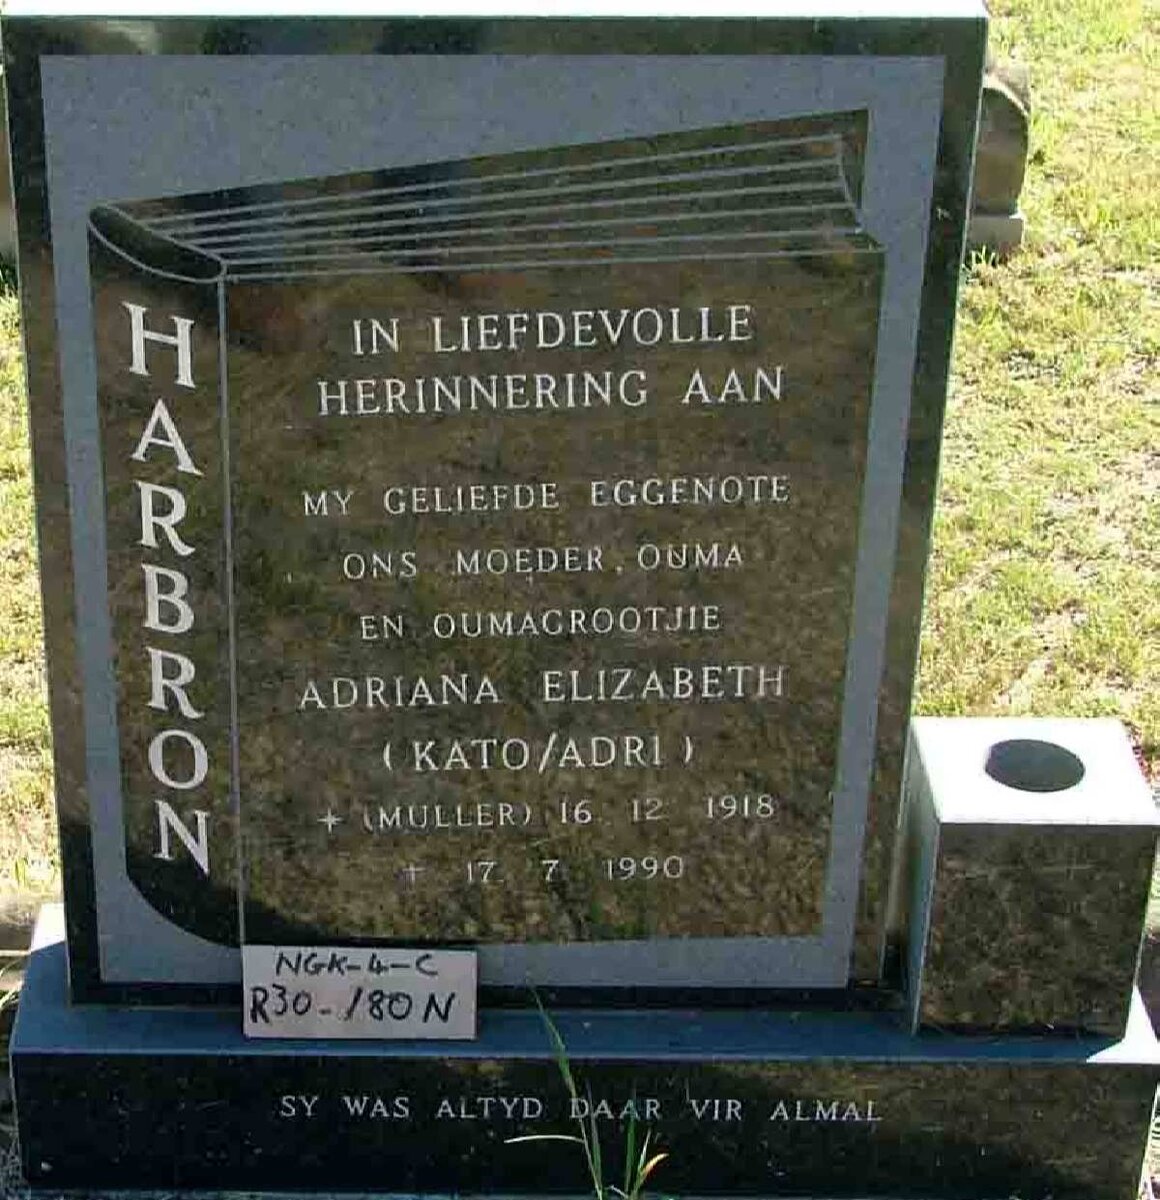 HARBRON
IN LIEFDEVOLLE
HERINNERING AAN
MY GELIEFDE EGGENOTE
ONS MOEDER, OUMA
EN OUMAGROOTJIE
ADRIANA ELIZABETH
(KATO/ADRI)
+ (MULLER) 16 12 1918
+ 17 7 1990
NGK-4-C
R30-180N
SY WAS ALTYD DAAR VIR ALMAL